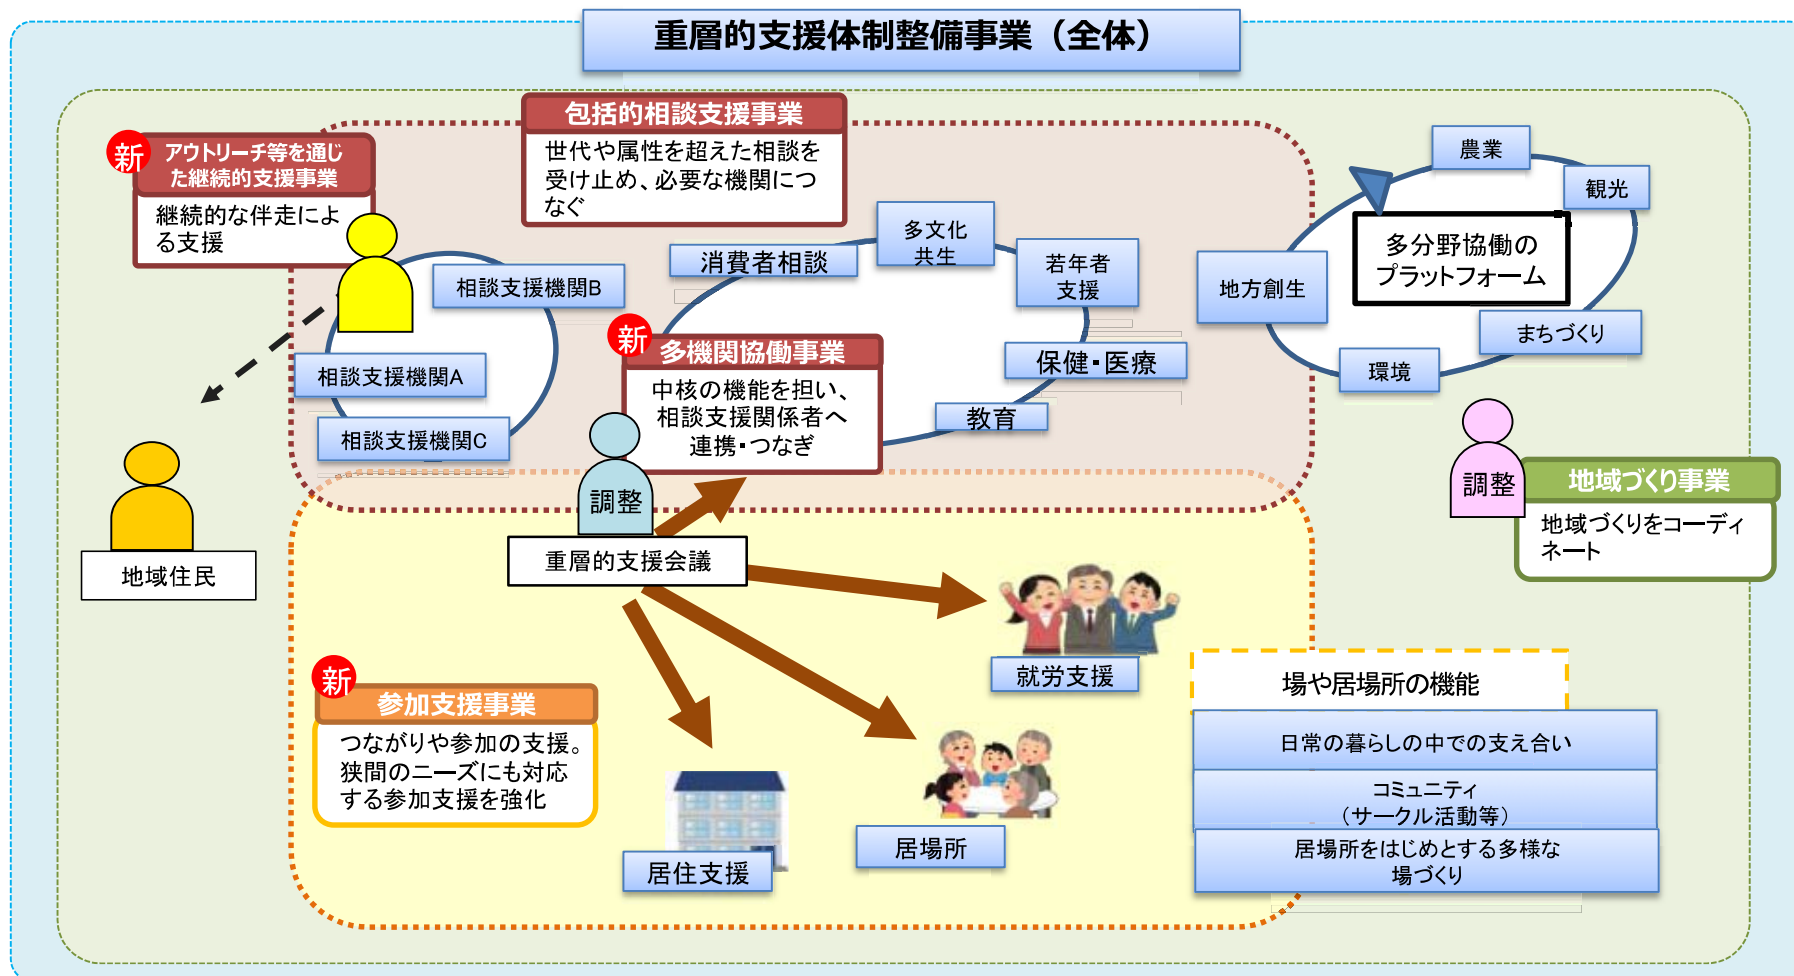 重層的支援体制整備事業（全体）
包括的相談支援事業
世代や属性を超えた相談を
受け止め、必要な機関につ
なぐ
新
アウトリーチ等を通じ
た継続的支援事業
継続的な伴走によ
る支援
相談支援機関B
相談支援機関A
相談支援機関C
消費者相談
多文化
共生
若年者
支援
保健・医療
教育
新
多機関協働事業
中核の機能を担い、
相談支援関係者へ
連携・つなぎ
調整
重層的支援会議
農業
観光
地方創生
多分野協働の
プラットフォーム
まちづくり
環境
調整
地域づくり事業
地域づくりをコーディ
ネート
地域住民
新
参加支援事業
つながりや参加の支援。
狭間のニーズにも対応
する参加支援を強化
就労支援
居場所
居住支援
場や居場所の機能
日常の暮らしの中での支え合い
コミュニティ
（サークル活動等）
居場所をはじめとする多様な
場づくり